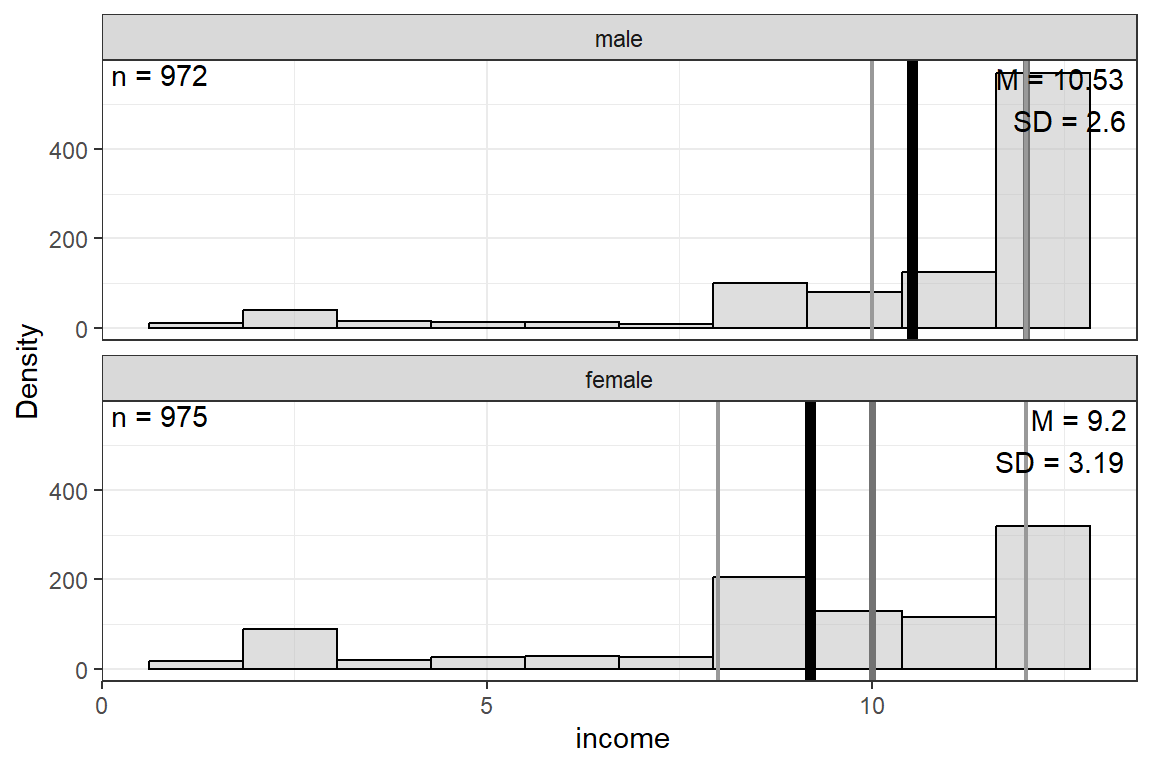 male
n = 972
M = 10.53
SD = 2.6
400
200
0
Density
female
n = 975
M = 9.2
SD = 3.19
400
200
0
0
5
10
income